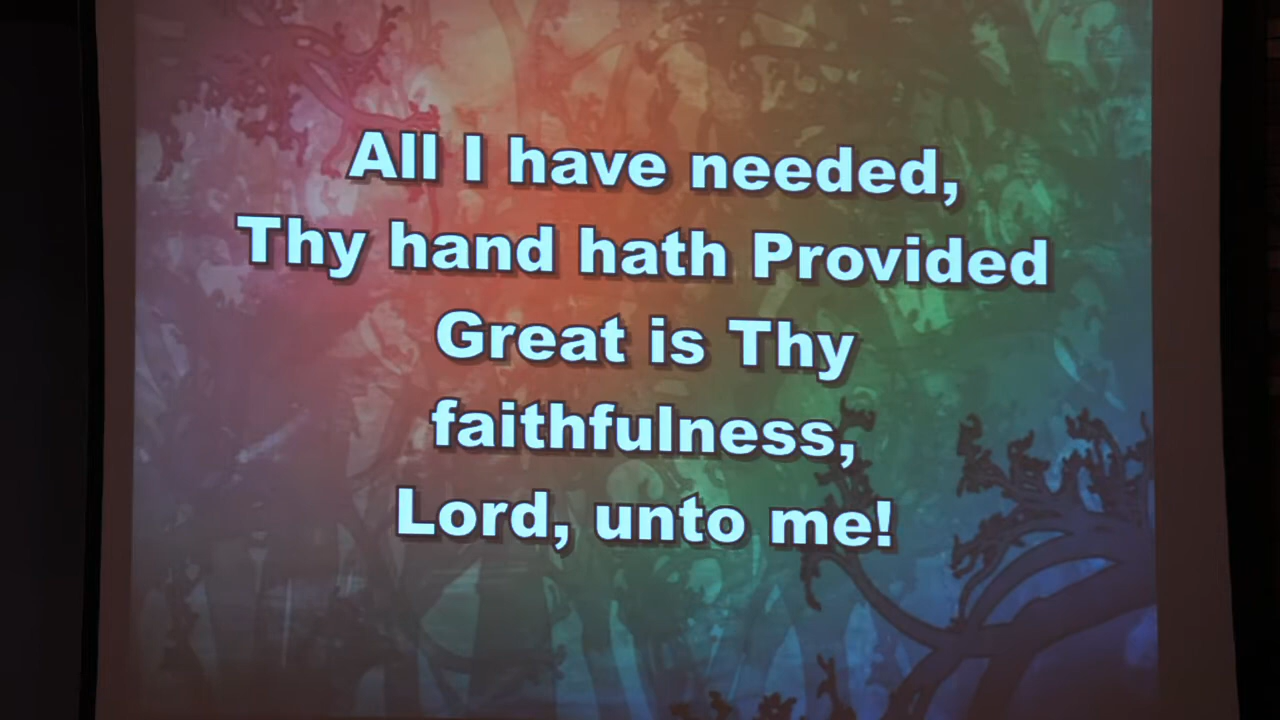 All I have needed,
Thy hand hath Provided
Great is Thy
faithfulness,
Lord, unto me!